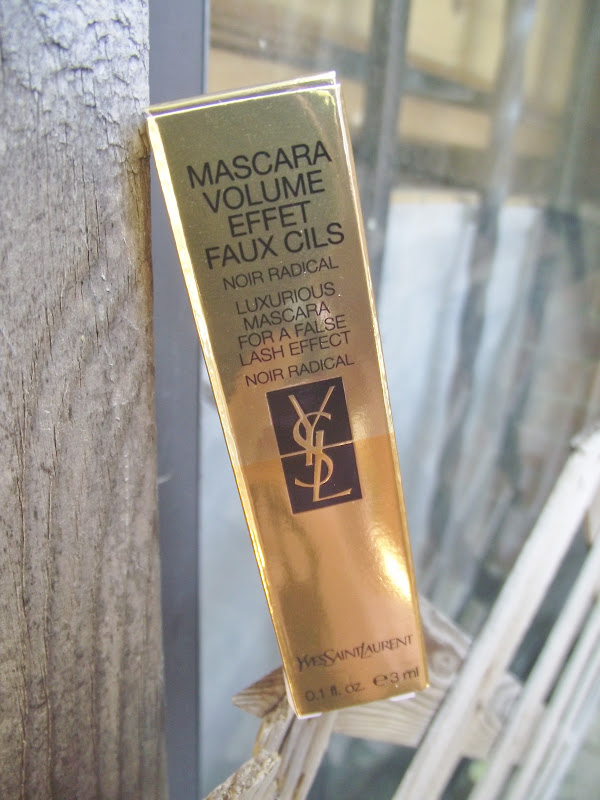 MASCARA
VOLUME
EFFET
FAUX CILS
NOIR RADICAL
LUXURIOUS
MASCARA
FOR A FALSE
LASH EFFECT
NOIR RADICAL
YSL
YVESSAINTLAURENT
0.1 fl. oz. ℮ 3 ml